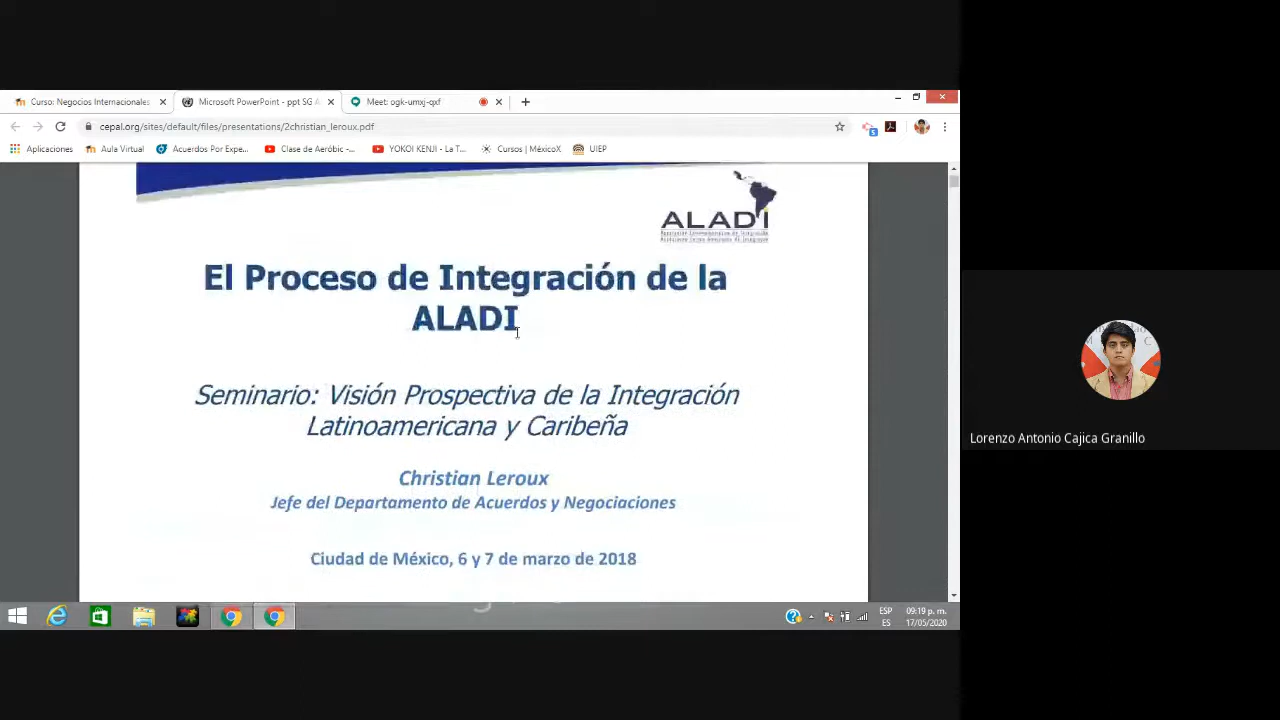 Curso: Negocios Internacionales
Microsoft PowerPoint - ppt SG A
Meet: ogk-umxj-qxf
cepal.org/sites/default/files/presentations/2christian_leroux.pdf
Aplicaciones
Aula Virtual
Acuerdos Por Expe...
Clase de Aeróbic -...
YOKOI KENJI - La T...
Cursos | MéxicoX
UIEP
ALADI
El Proceso de Integración de la
ALADI
Seminario: Visión Prospectiva de la Integración
Latinoamericana y Caribeña
Christian Leroux
Jefe del Departamento de Acuerdos y Negociaciones
Ciudad de México, 6 y 7 de marzo de 2018
Lorenzo Antonio Cajica Granillo
ESP
ES
09:19 p. m.
17/05/2020